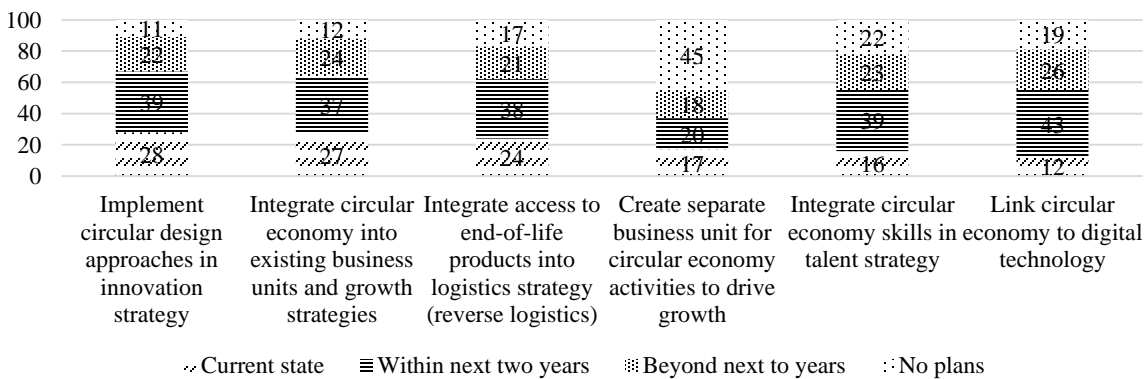 100
80
60
40
20
0
11 12 17 45 22 19
22 24 21 18 23 26
39 37 38 20 39 43
28 27 24 17 16 12
Implement circular design approaches in innovation strategy
Integrate circular economy into existing business units and growth strategies
Integrate access to end-of-life products into logistics strategy (reverse logistics)
Create separate business unit for circular economy activities to drive growth
Integrate circular economy skills in talent strategy
Link circular economy to digital technology
Current state Within next two years Beyond next to years No plans